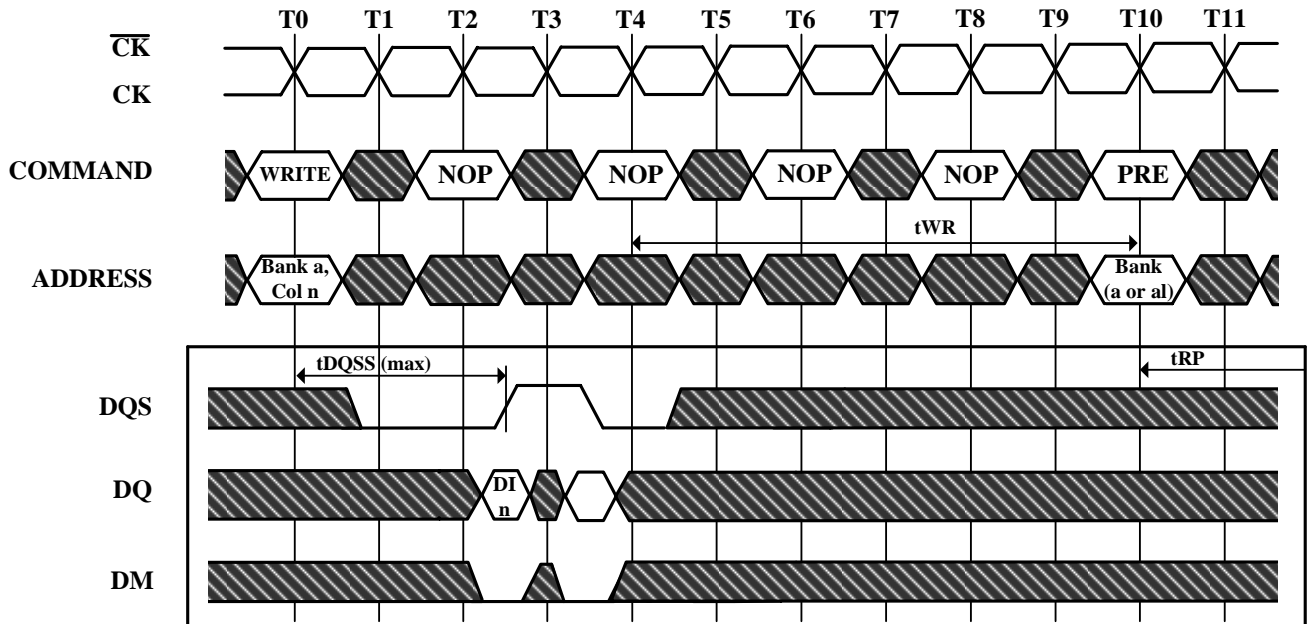 T0 T1 T2 T3 T4 T5 T6 T7 T8 T9 T10 T11
CK
CK
COMMAND WRITE NOP NOP NOP NOP PRE
tWR
ADDRESS Bank a, Col n Bank (a or al)
tDQSS (max) tRP
DQS
DQ DI n
DM